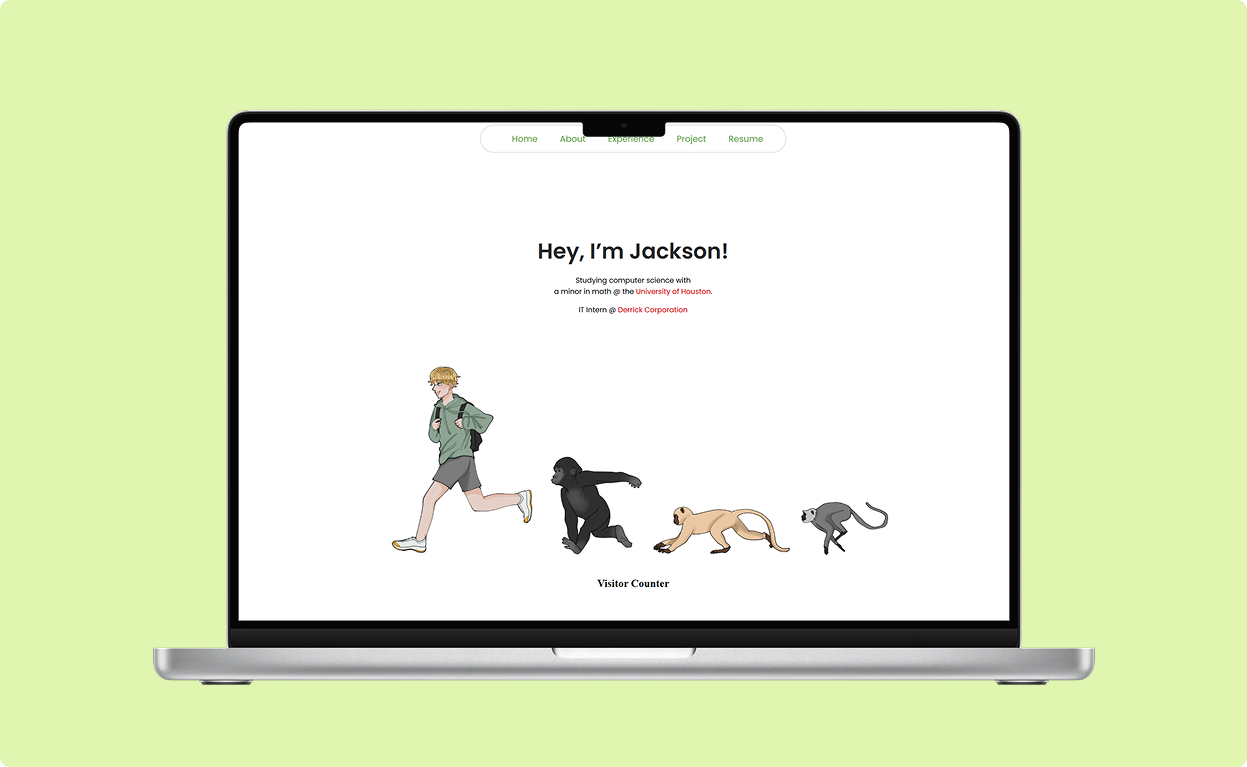 Home About Experience Project Resume
Hey, I’m Jackson!
Studying computer science with
a minor in math @ the University of Houston.
IT Intern @ Derrick Corporation
Visitor Counter